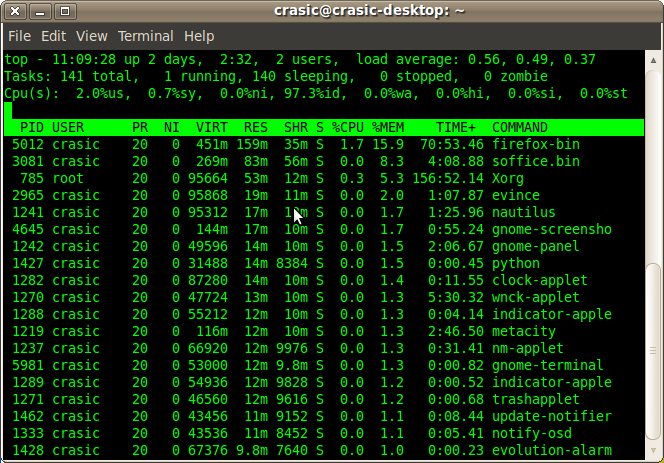 crasic@crasic-desktop: ~
File Edit View Terminal Help
top - 11:09:28 up 2 days,  2:32,  2 users,  load average: 0.56, 0.49, 0.37
Tasks: 141 total,   1 running, 140 sleeping,   0 stopped,   0 zombie
Cpu(s):  2.0%us,  0.7%sy,  0.0%ni, 97.3%id,  0.0%wa,  0.0%hi,  0.0%si,  0.0%st
PID USER      PR  NI  VIRT  RES  SHR S %CPU %MEM    TIME+  COMMAND
5012 crasic    20   0  451m 159m  35m S  1.7 15.9  70:53.46 firefox-bin
3081 crasic    20   0  269m  83m  56m S  0.0  8.3   4:08.88 soffice.bin
785 root      20   0 95664  53m  12m S  0.3  5.3 156:52.14 Xorg
2965 crasic    20   0 95868  19m  11m S  0.0  2.0   1:07.87 evince
1241 crasic    20   0 95312  17m S  0.0  1.7   1:25.96 nautilus
4645 crasic    20   0  144m  17m  10m S  0.0  1.7   0:55.24 gnome-screensho
1242 crasic    20   0 49596  14m  10m S  0.0  1.5   2:06.67 gnome-panel
1427 crasic    20   0 31488  14m 8384 S  0.0  1.5   0:00.45 python
1282 crasic    20   0 87280  14m  10m S  0.0  1.4   0:11.55 clock-applet
1270 crasic    20   0 47724  13m  10m S  0.0  1.3   5:30.32 wnck-applet
1288 crasic    20   0 55212  12m  10m S  0.0  1.3   0:04.14 indicator-apple
1219 crasic    20   0  116m  12m  10m S  0.0  1.3   2:46.50 metacity
1237 crasic    20   0 66920  12m 9976 S  0.0  1.3   0:31.41 nm-applet
5981 crasic    20   0 53000  12m 9.8m S  0.0  1.3   0:00.82 gnome-terminal
1289 crasic    20   0 54936  12m 9828 S  0.0  1.2   0:00.52 indicator-apple
1271 crasic    20   0 46560  12m 9616 S  0.0  1.2   0:00.68 trashapplet
1462 crasic    20   0 43456  11m 9152 S  0.0  1.1   0:08.44 update-notifier
1333 crasic    20   0 43536  11m 8452 S  0.0  1.1   0:05.41 notify-osd
1428 crasic    20   0 67376 9.8m 7640 S  0.0  1.0   0:00.23 evolution-alarm